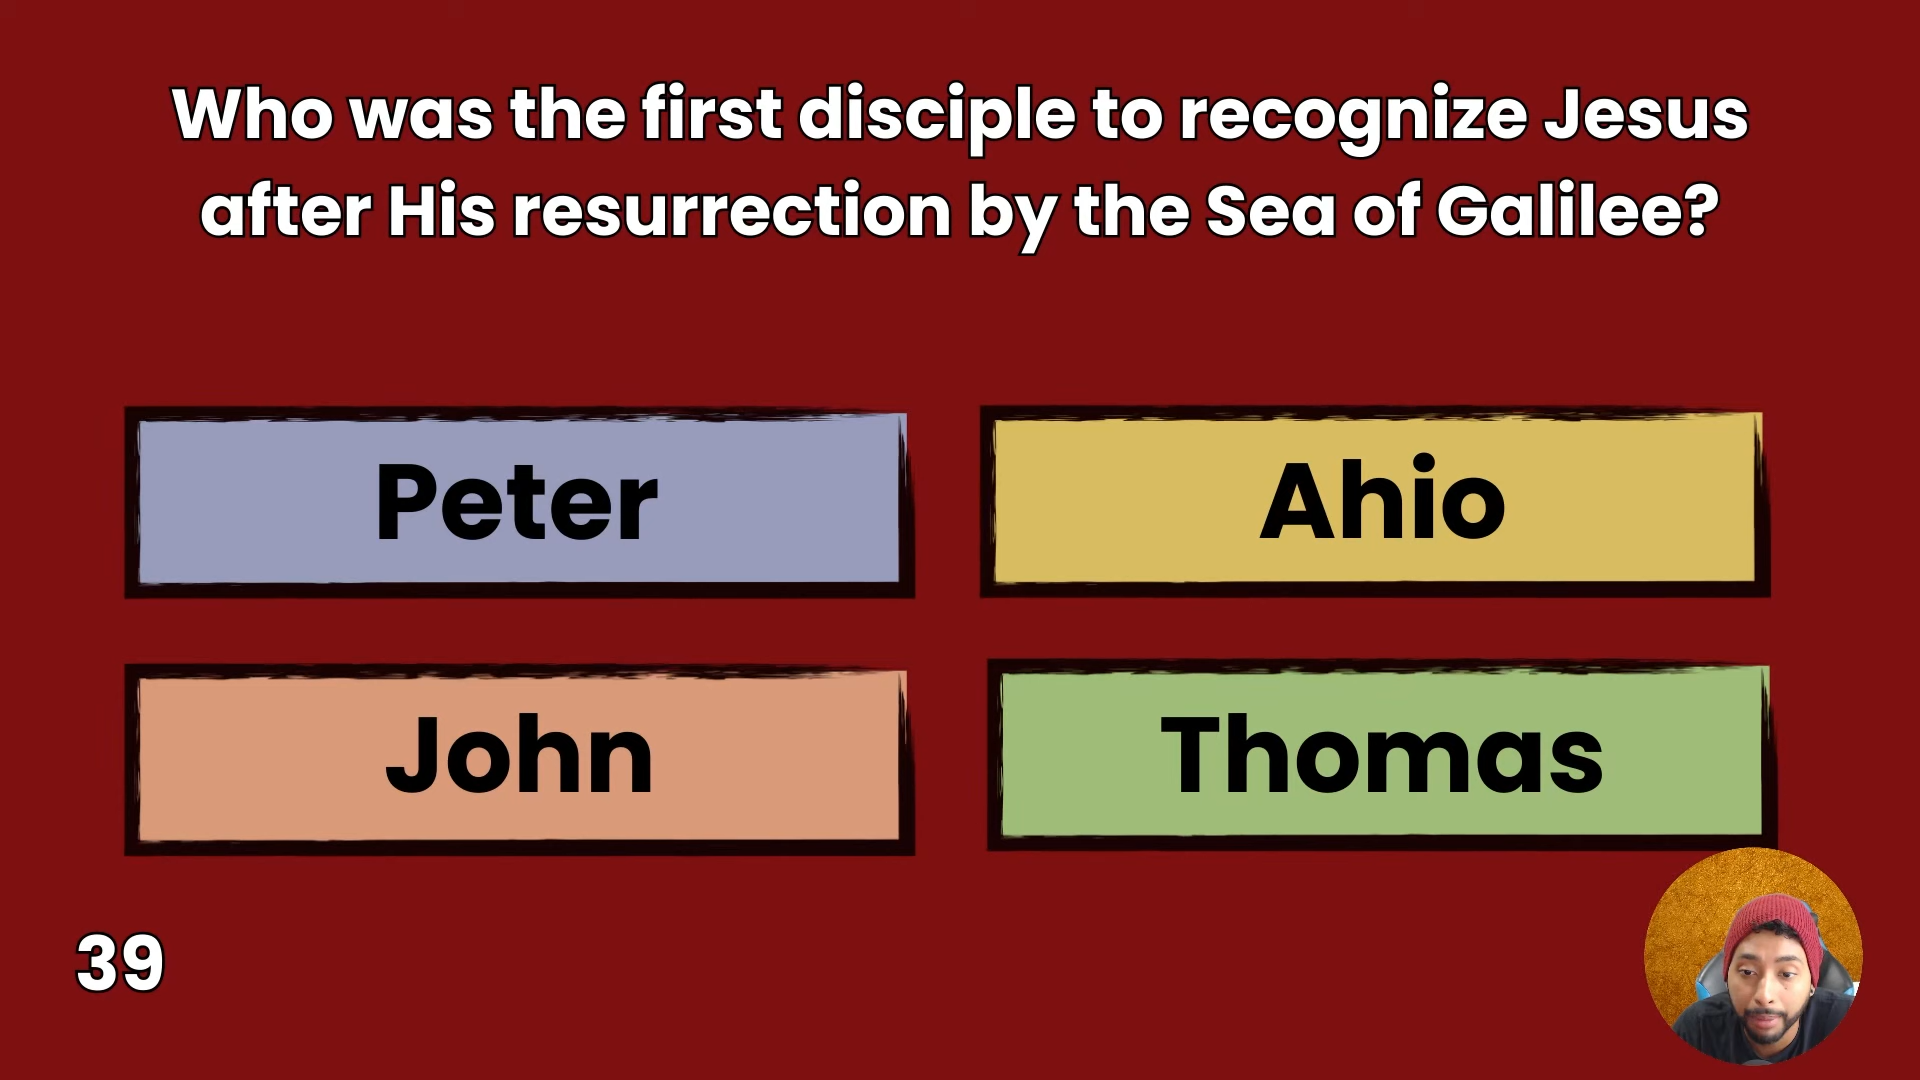 Who was the first disciple to recognize Jesus
after His resurrection by the Sea of Galilee?
Peter
Ahio
John
Thomas
39